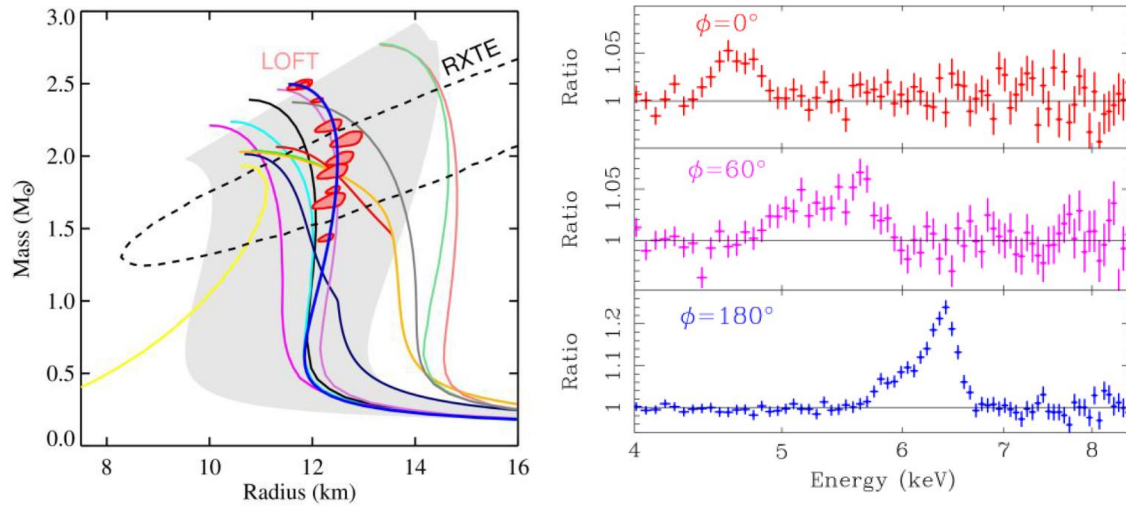 3.0
2.5
2.0
1.5
1.0
0.5
0.0
Mass (M☉)
LOFT
RXTE
8 10 12 14 16
Radius (km)
ϕ=0°
Ratio
1.05
1
ϕ=60°
Ratio
1.05
1
ϕ=180°
Ratio
1.2
1.1
1
4 5 6 7 8
Energy (keV)